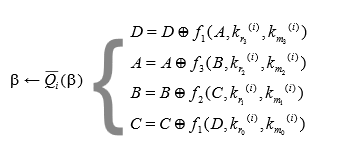 D = D ⊕ f₁(A, k_{r₃}^{(i)}, k_{m₃}^{(i)})
A = A ⊕ f₃(B, k_{r₂}^{(i)}, k_{m₂}^{(i)})
β ← Q̅ᵢ(β)
B = B ⊕ f₂(C, k_{r₁}^{(i)}, k_{m₁}^{(i)})
C = C ⊕ f₁(D, k_{r₀}^{(i)}, k_{m₀}^{(i)})